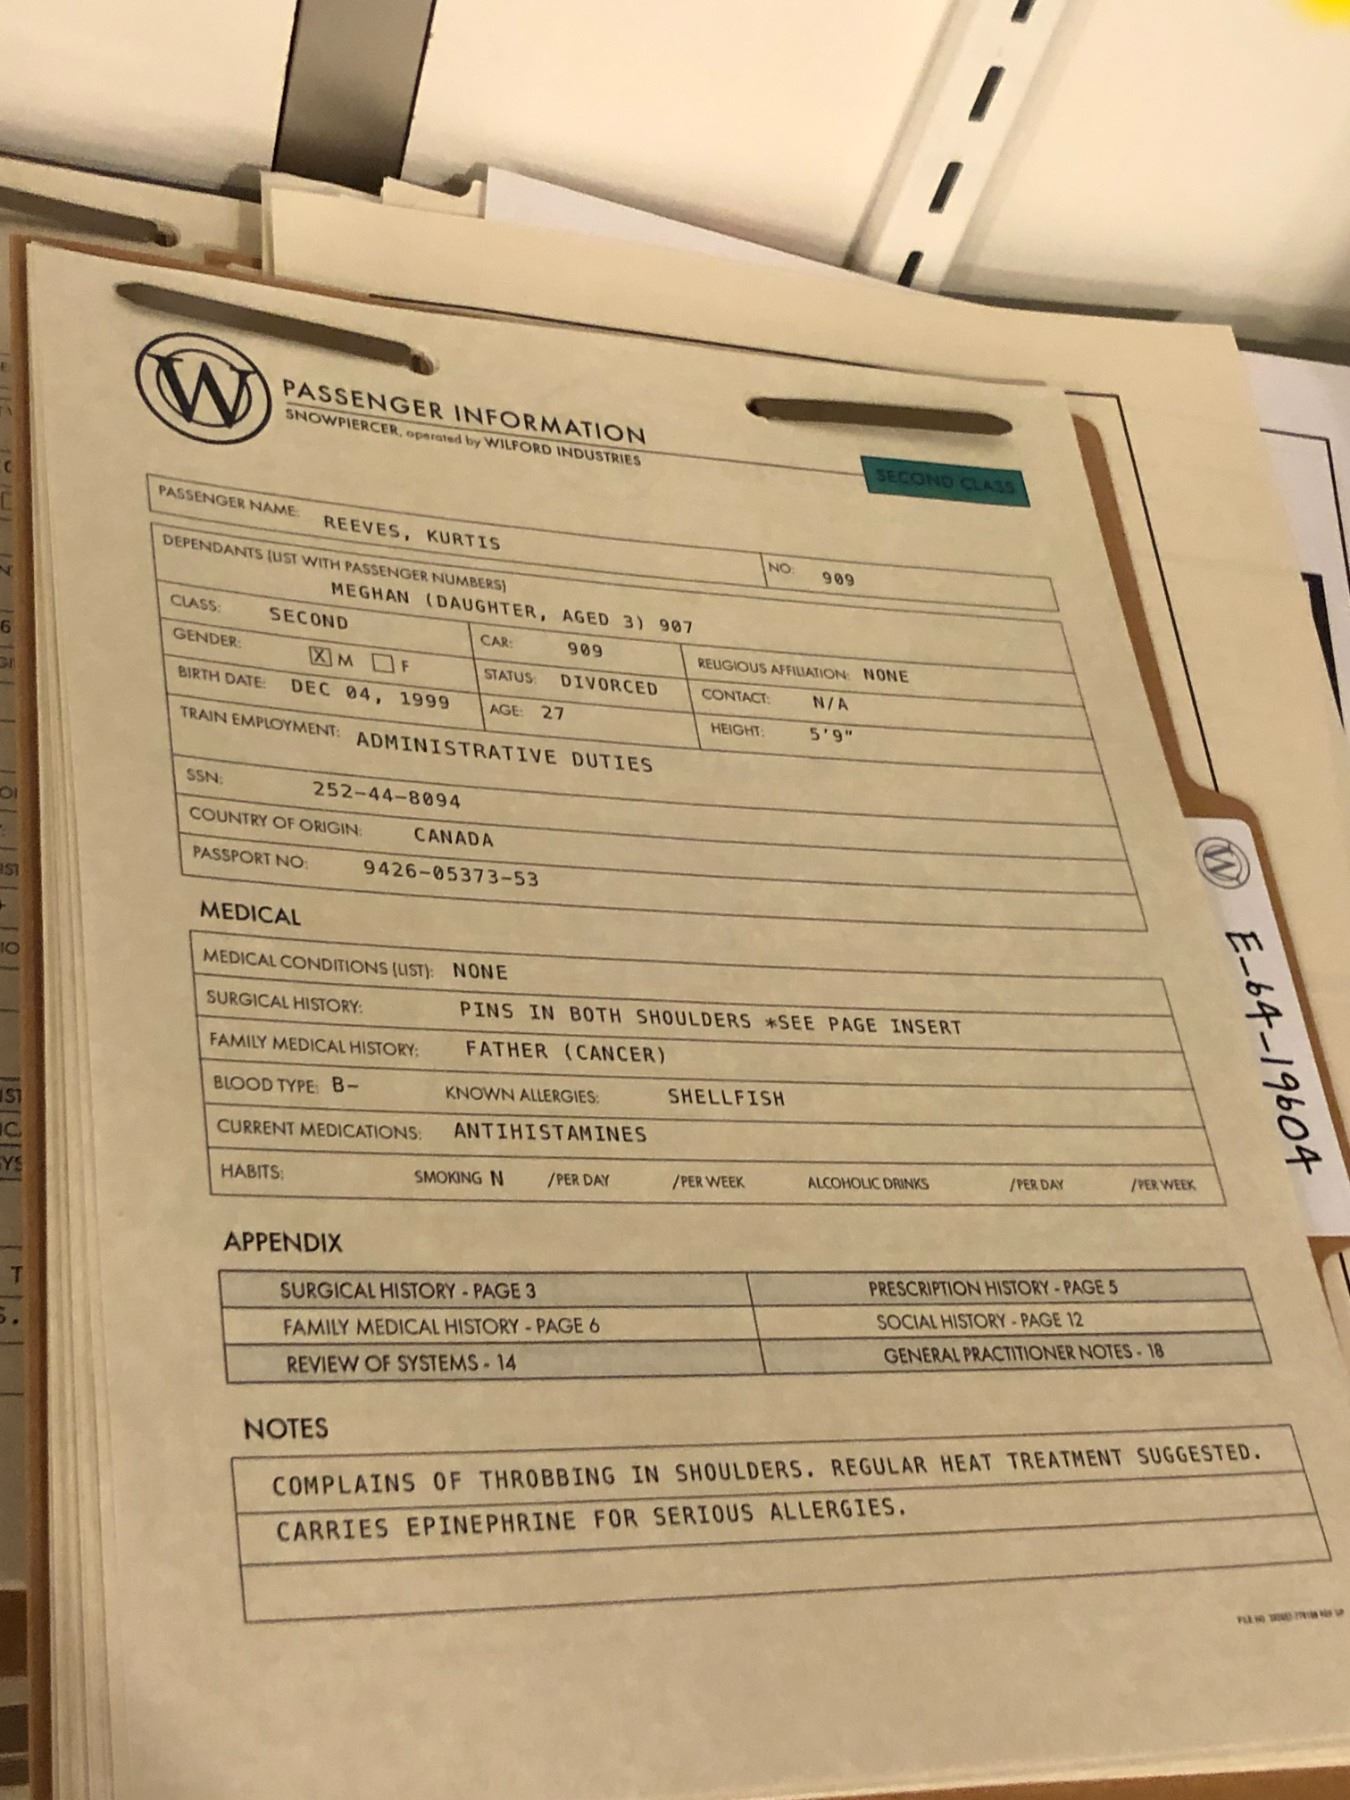 W
PASSENGER INFORMATION
SNOWPIERCER, operated by WILFORD INDUSTRIES
SECOND CLASS
PASSENGER NAME: REEVES, KURTIS NO: 909
DEPENDANTS (LIST WITH PASSENGER NUMBERS)
MEGHAN (DAUGHTER, AGED 3) 907
CLASS: SECOND CAR: 909 RELIGIOUS AFFILIATION: NONE
GENDER: X M F STATUS: DIVORCED CONTACT: N/A
BIRTH DATE: DEC 04, 1999 AGE: 27 HEIGHT: 5'9"
TRAIN EMPLOYMENT: ADMINISTRATIVE DUTIES
SSN: 252-44-8094
COUNTRY OF ORIGIN: CANADA
PASSPORT NO: 9426-05373-53
MEDICAL
MEDICAL CONDITIONS (LIST): NONE
SURGICAL HISTORY: PINS IN BOTH SHOULDERS *SEE PAGE INSERT
FAMILY MEDICAL HISTORY: FATHER (CANCER)
BLOOD TYPE: B- KNOWN ALLERGIES: SHELLFISH
CURRENT MEDICATIONS: ANTIHISTAMINES
HABITS: SMOKING N /PER DAY /PER WEEK ALCOHOLIC DRINKS /PER DAY /PER WEEK
APPENDIX
SURGICAL HISTORY - PAGE 3 PRESCRIPTION HISTORY - PAGE 5
FAMILY MEDICAL HISTORY - PAGE 6 SOCIAL HISTORY - PAGE 12
REVIEW OF SYSTEMS - 14 GENERAL PRACTITIONER NOTES - 18
NOTES
COMPLAINS OF THROBBING IN SHOULDERS. REGULAR HEAT TREATMENT SUGGESTED.
CARRIES EPINEPHRINE FOR SERIOUS ALLERGIES.
W
E-6A-19604